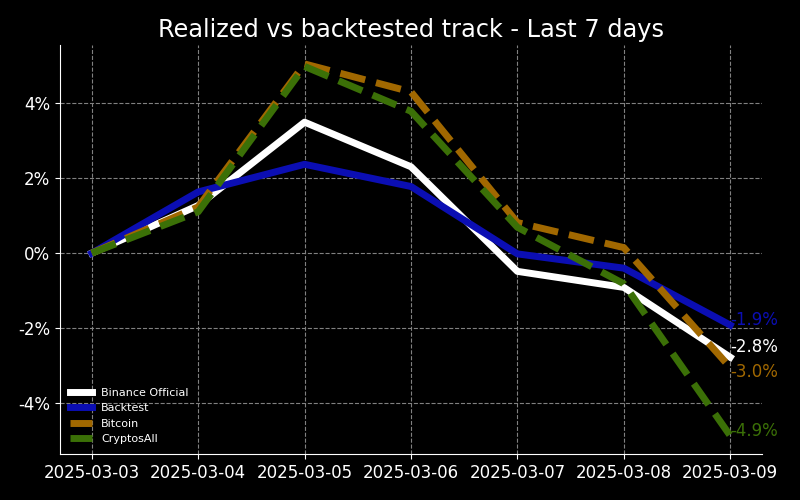 Realized vs backtested track - Last 7 days
4%
2%
0%
-2%
-4%
-1.9%
-2.8%
-3.0%
-4.9%
Binance Official
Backtest
Bitcoin
CryptosAll
2025-03-03 2025-03-04 2025-03-05 2025-03-06 2025-03-07 2025-03-08 2025-03-09